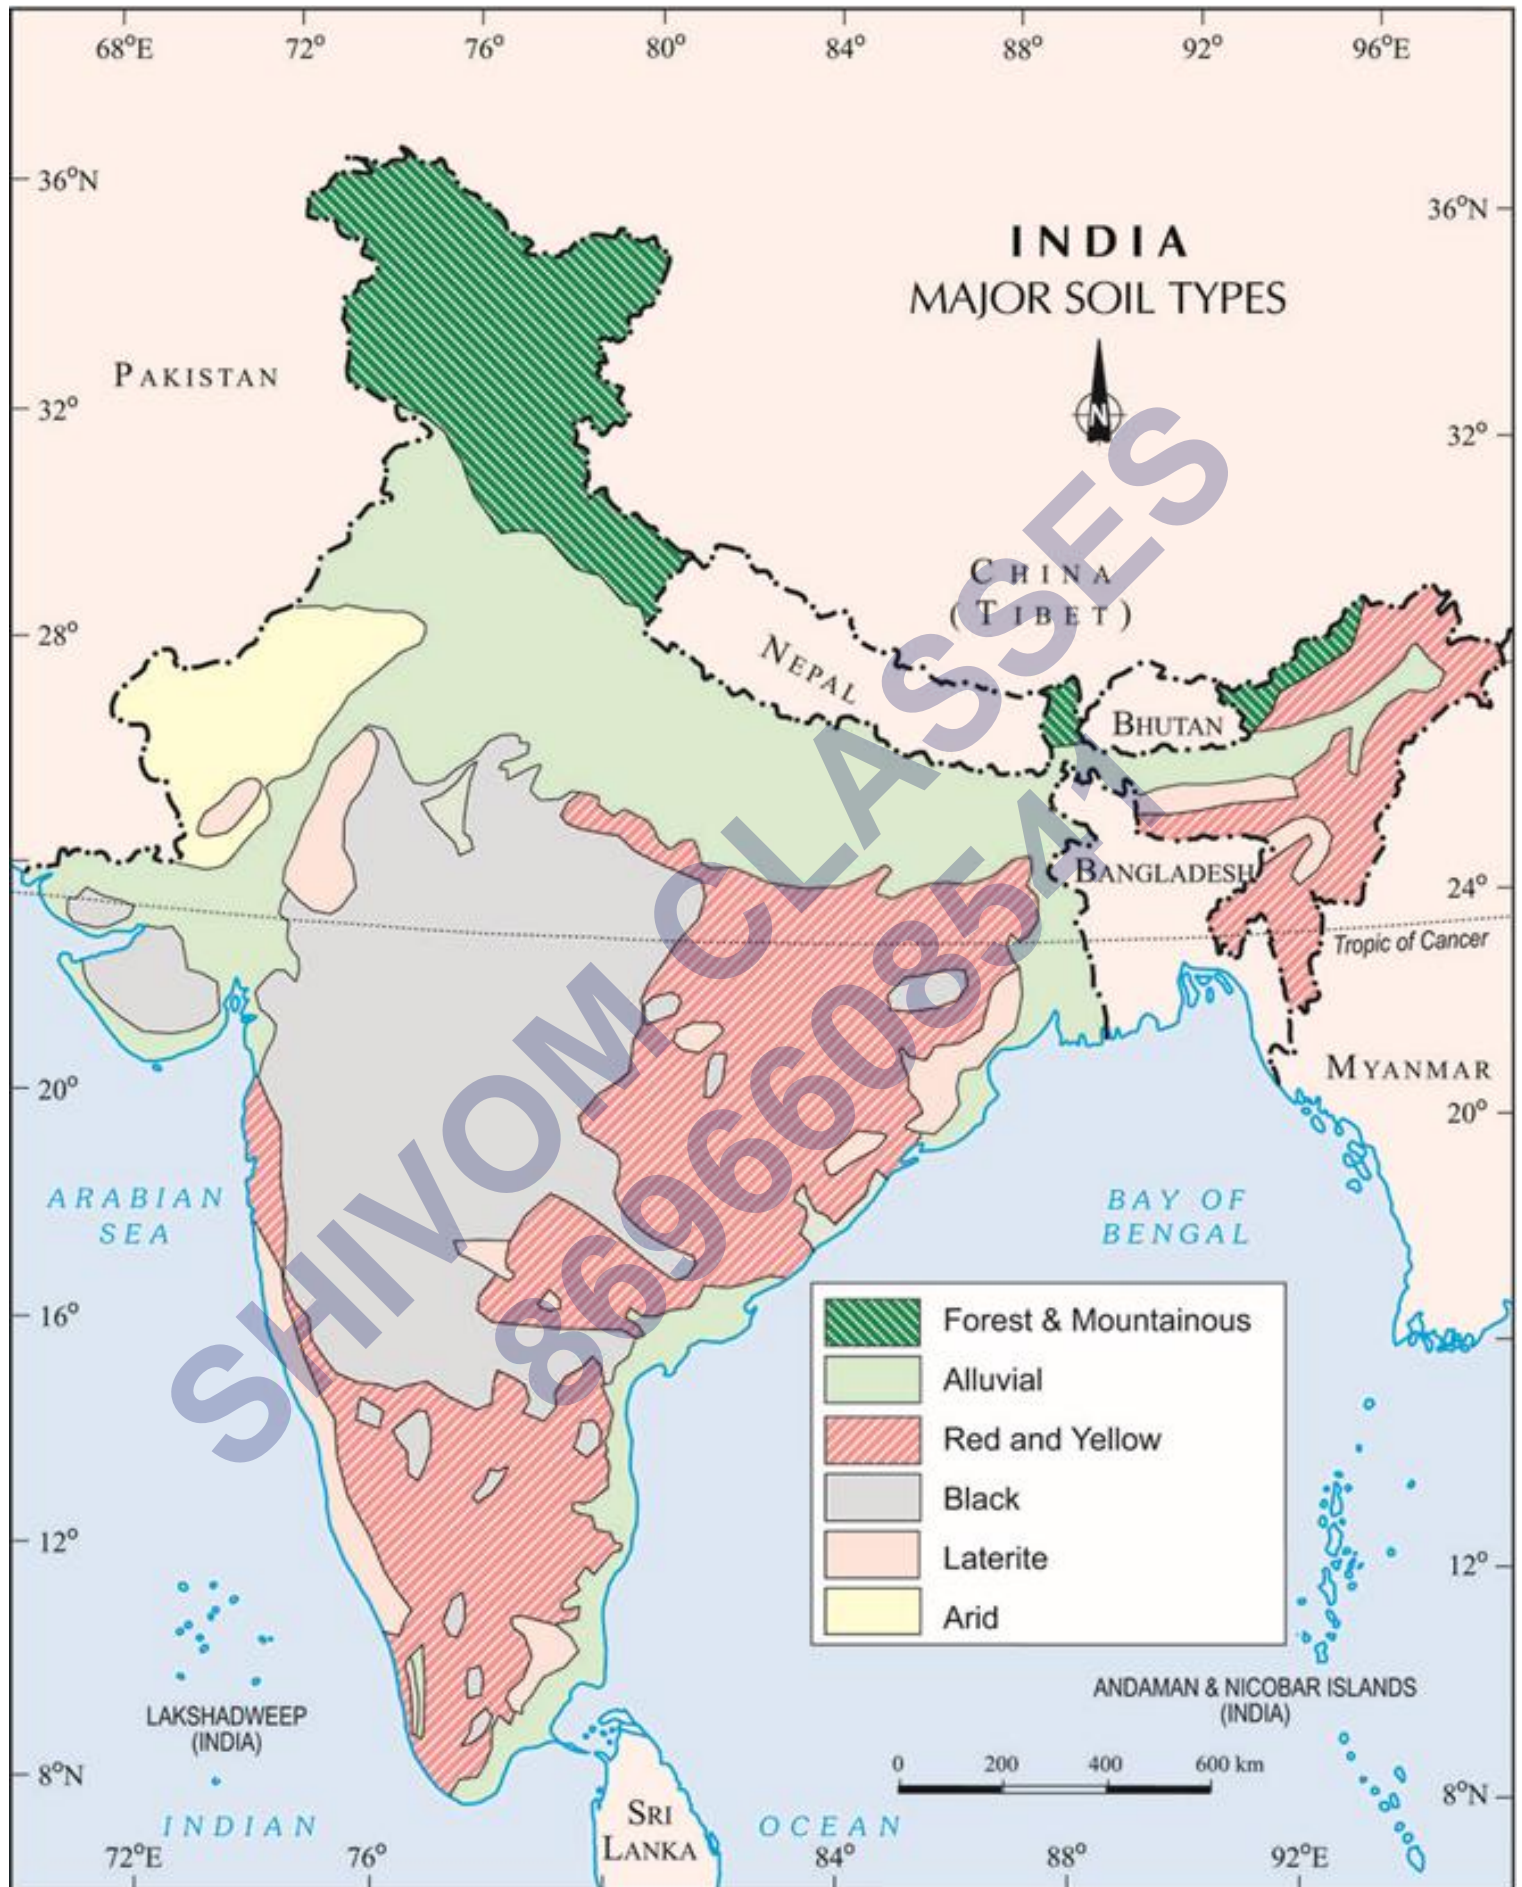 68°E 72° 76° 80° 84° 88° 92° 96°E
36°N
36°N
INDIA
MAJOR SOIL TYPES
PAKISTAN
N
32°
32°
CHINA
(TIBET)
28°
NEPAL
BHUTAN
BANGLADESH
24°
Tropic of Cancer
MYANMAR
20°
20°
ARABIAN
SEA
BAY OF
BENGAL
SHIVOM CLASSES
8696608541
16°
Forest & Mountainous
Alluvial
Red and Yellow
Black
Laterite
Arid
12°
12°
LAKSHADWEEP
(INDIA)
ANDAMAN & NICOBAR ISLANDS
(INDIA)
0 200 400 600 km
8°N
8°N
SRI
LANKA
INDIAN OCEAN
72°E 76° 84° 88° 92°E